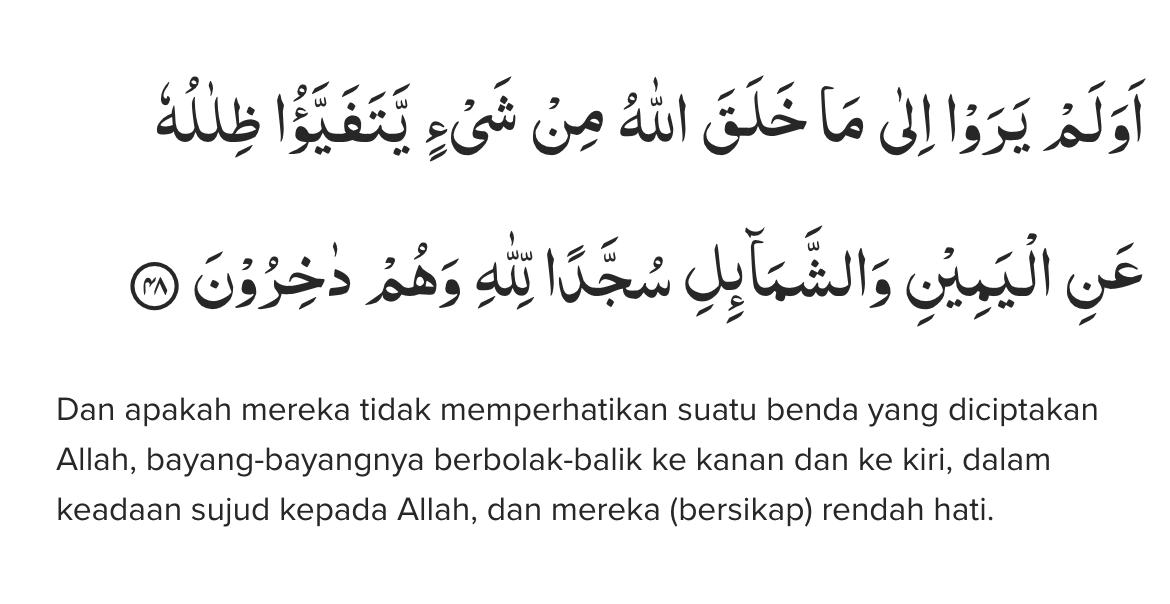 اَوَلَمْ يَرَوْا اِلٰى مَا خَلَقَ اللّٰهُ مِنْ شَيْءٍ يَّتَفَيَّؤُا ظِلٰلُهٗ
عَنِ الْيَمِيْنِ وَالشَّمَاۤىِٕلِ سُجَّدًا لِّلّٰهِ وَهُمْ دٰخِرُوْنَ ۝٤٨
Dan apakah mereka tidak memperhatikan suatu benda yang diciptakan
Allah, bayang-bayangnya berbolak-balik ke kanan dan ke kiri, dalam
keadaan sujud kepada Allah, dan mereka (bersikap) rendah hati.